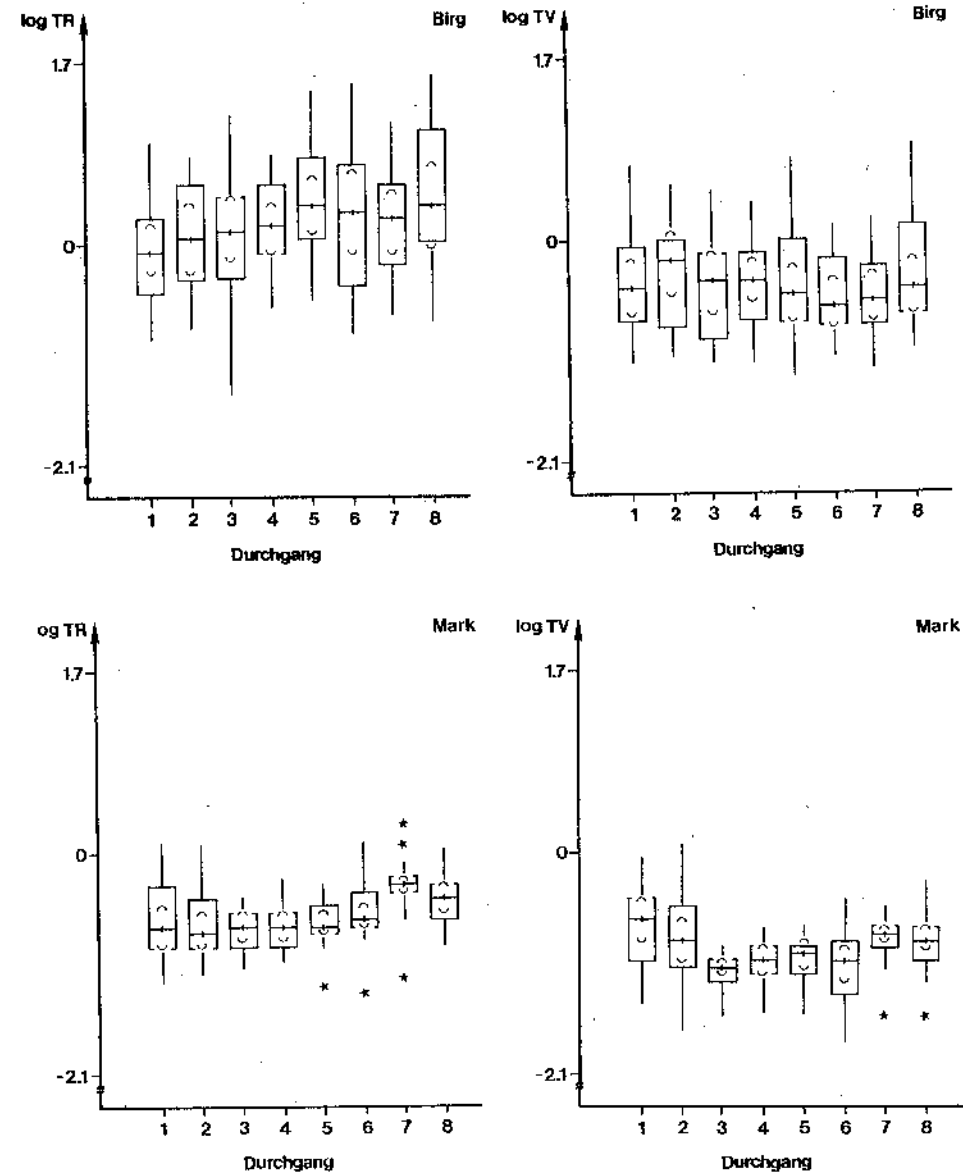 log TR Birg
1.7
0
-2.1
1 2 3 4 5 6 7 8
Durchgang
log TV Birg
1.7
0
-2.1
1 2 3 4 5 6 7 8
Durchgang
og TR Mark
1.7
0
-2.1
1 2 3 4 5 6 7 8
Durchgang
log TV Mark
1.7
0
-2.1
1 2 3 4 5 6 7 8
Durchgang